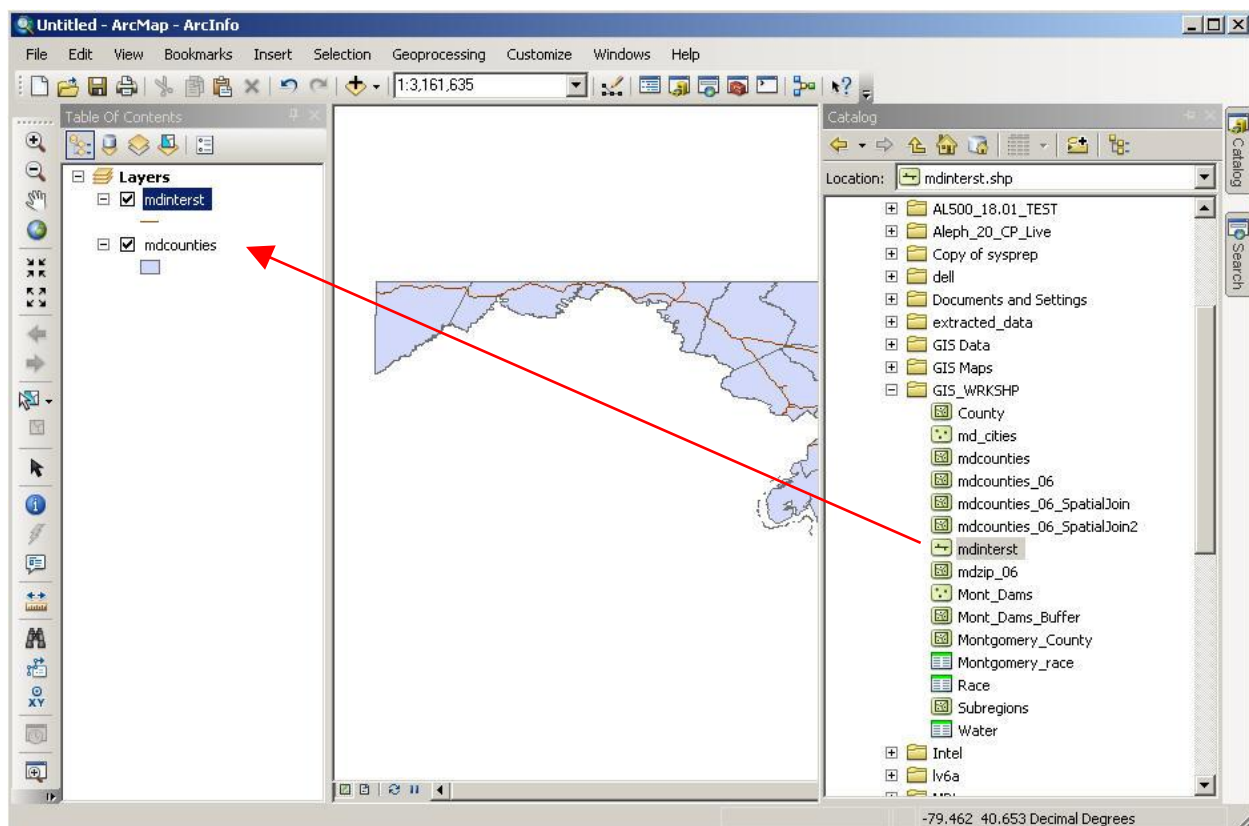 Untitled - ArcMap - ArcInfo
File Edit View Bookmarks Insert Selection Geoprocessing Customize Windows Help
1:3,161,635
Table Of Contents
Layers
mdinterst
mdcounties
XY
Catalog
Location: mdinterst.shp
AL500_18.01_TEST
Aleph_20_CP_Live
Copy of sysprep
dell
Documents and Settings
extracted_data
GIS Data
GIS Maps
GIS_WRKSHP
County
md_cities
mdcounties
mdcounties_06
mdcounties_06_SpatialJoin
mdcounties_06_SpatialJoin2
mdinterst
mdzip_06
Mont_Dams
Mont_Dams_Buffer
Montgomery_County
Montgomery_race
Race
Subregions
Water
Intel
lv6a
Catalog
Search
-79.462 40.653 Decimal Degrees